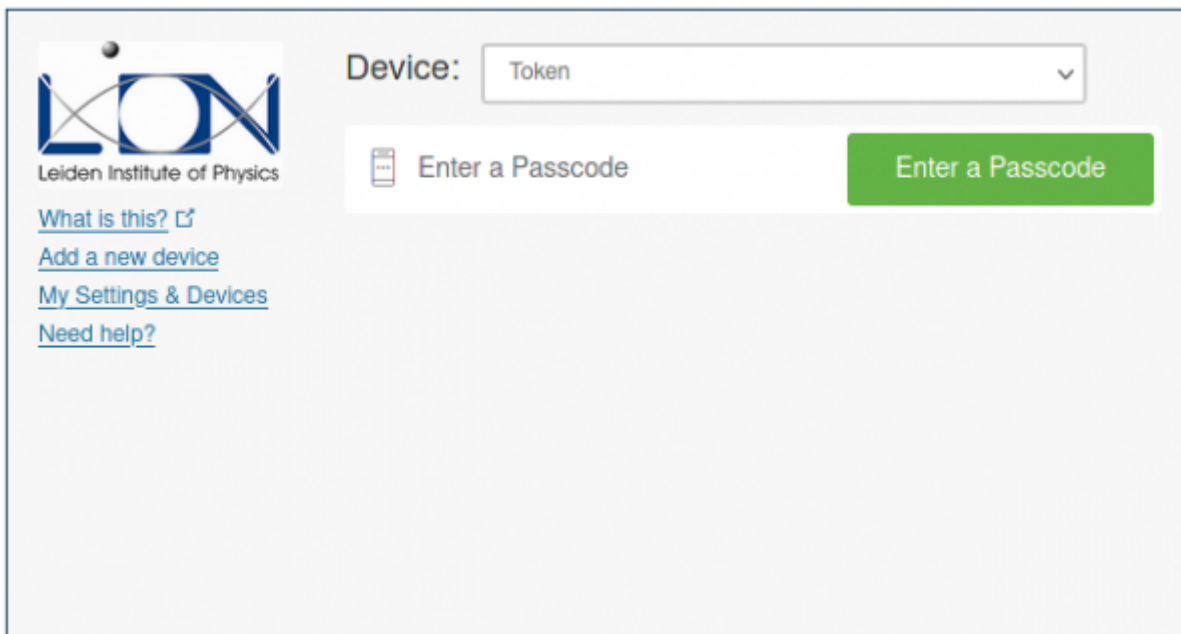 LION
Leiden Institute of Physics
What is this?
Add a new device
My Settings & Devices
Need help?
Device: Token
Enter a Passcode Enter a Passcode